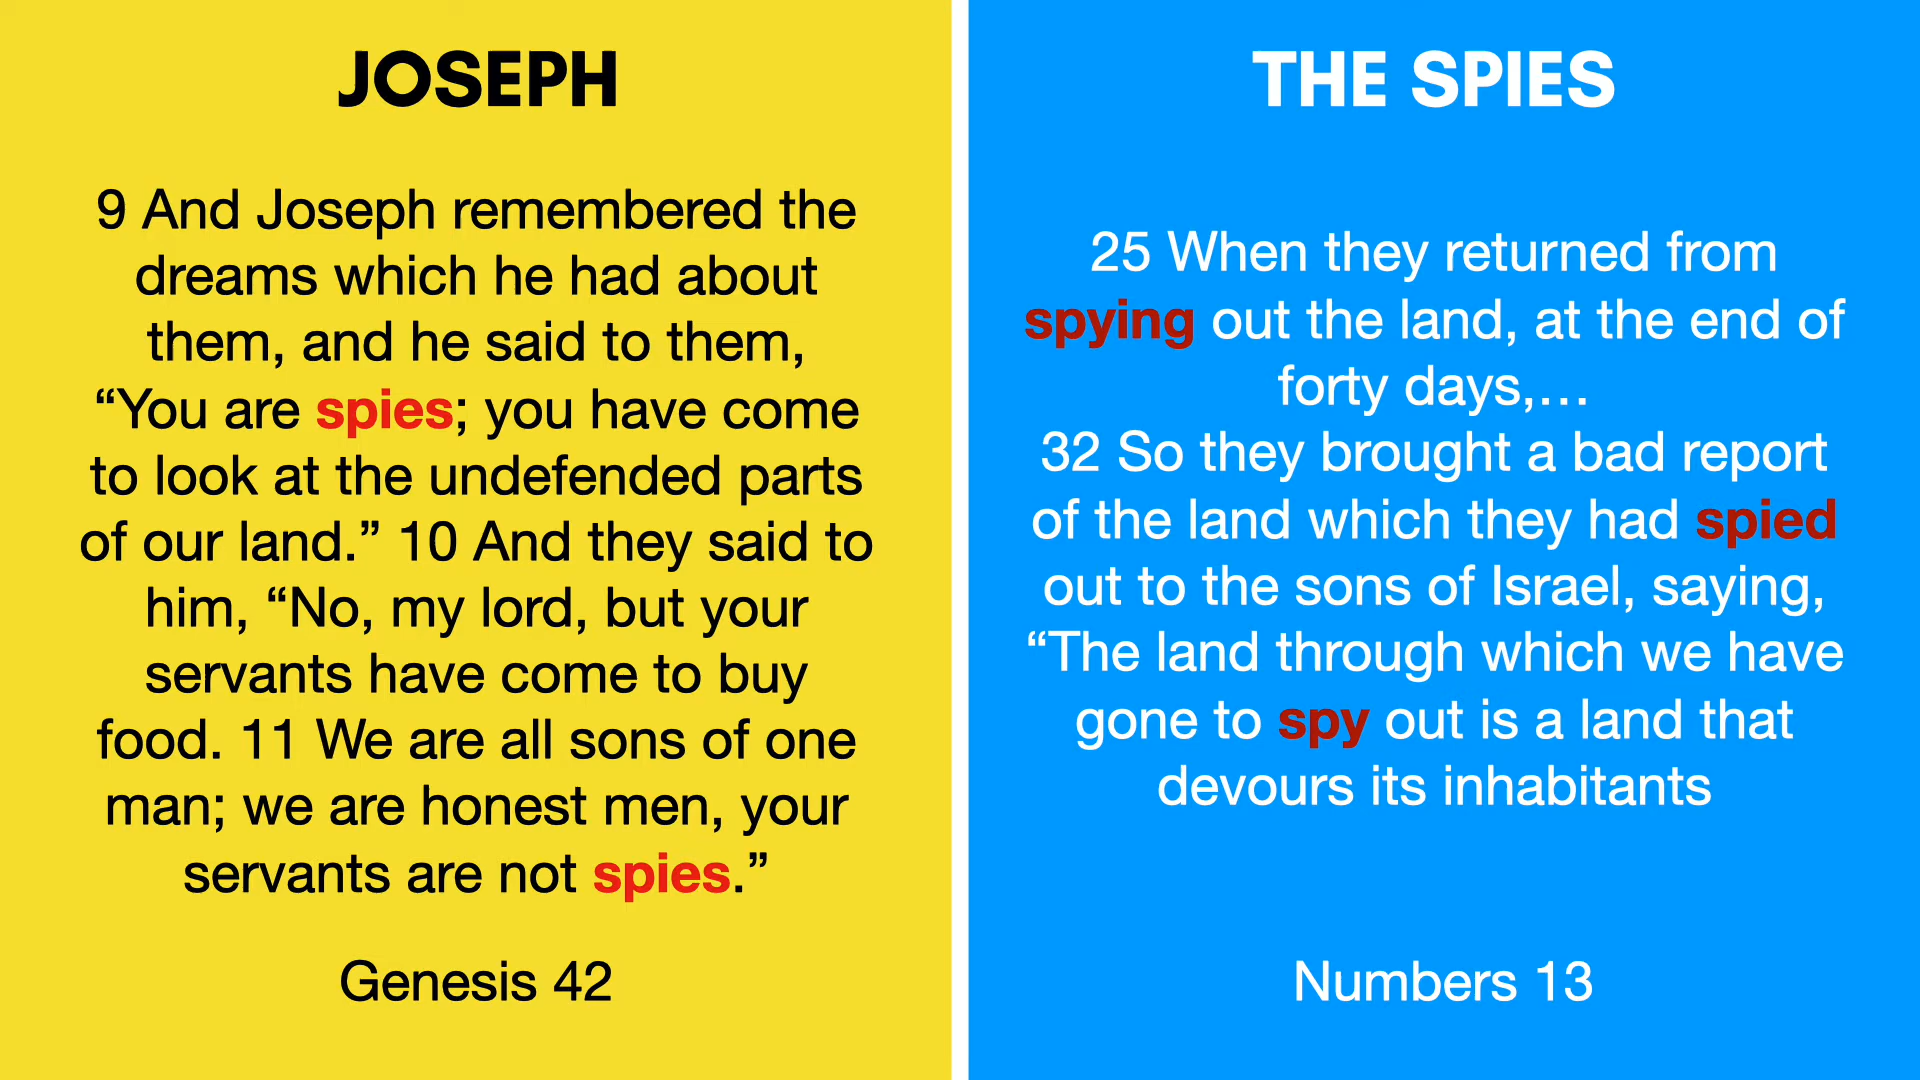 JOSEPH
9 And Joseph remembered the
dreams which he had about
them, and he said to them,
“You are spies; you have come
to look at the undefended parts
of our land.” 10 And they said to
him, “No, my lord, but your
servants have come to buy
food. 11 We are all sons of one
man; we are honest men, your
servants are not spies.”
Genesis 42
THE SPIES
25 When they returned from
spying out the land, at the end of
forty days,…
32 So they brought a bad report
of the land which they had spied
out to the sons of Israel, saying,
“The land through which we have
gone to spy out is a land that
devours its inhabitants
Numbers 13